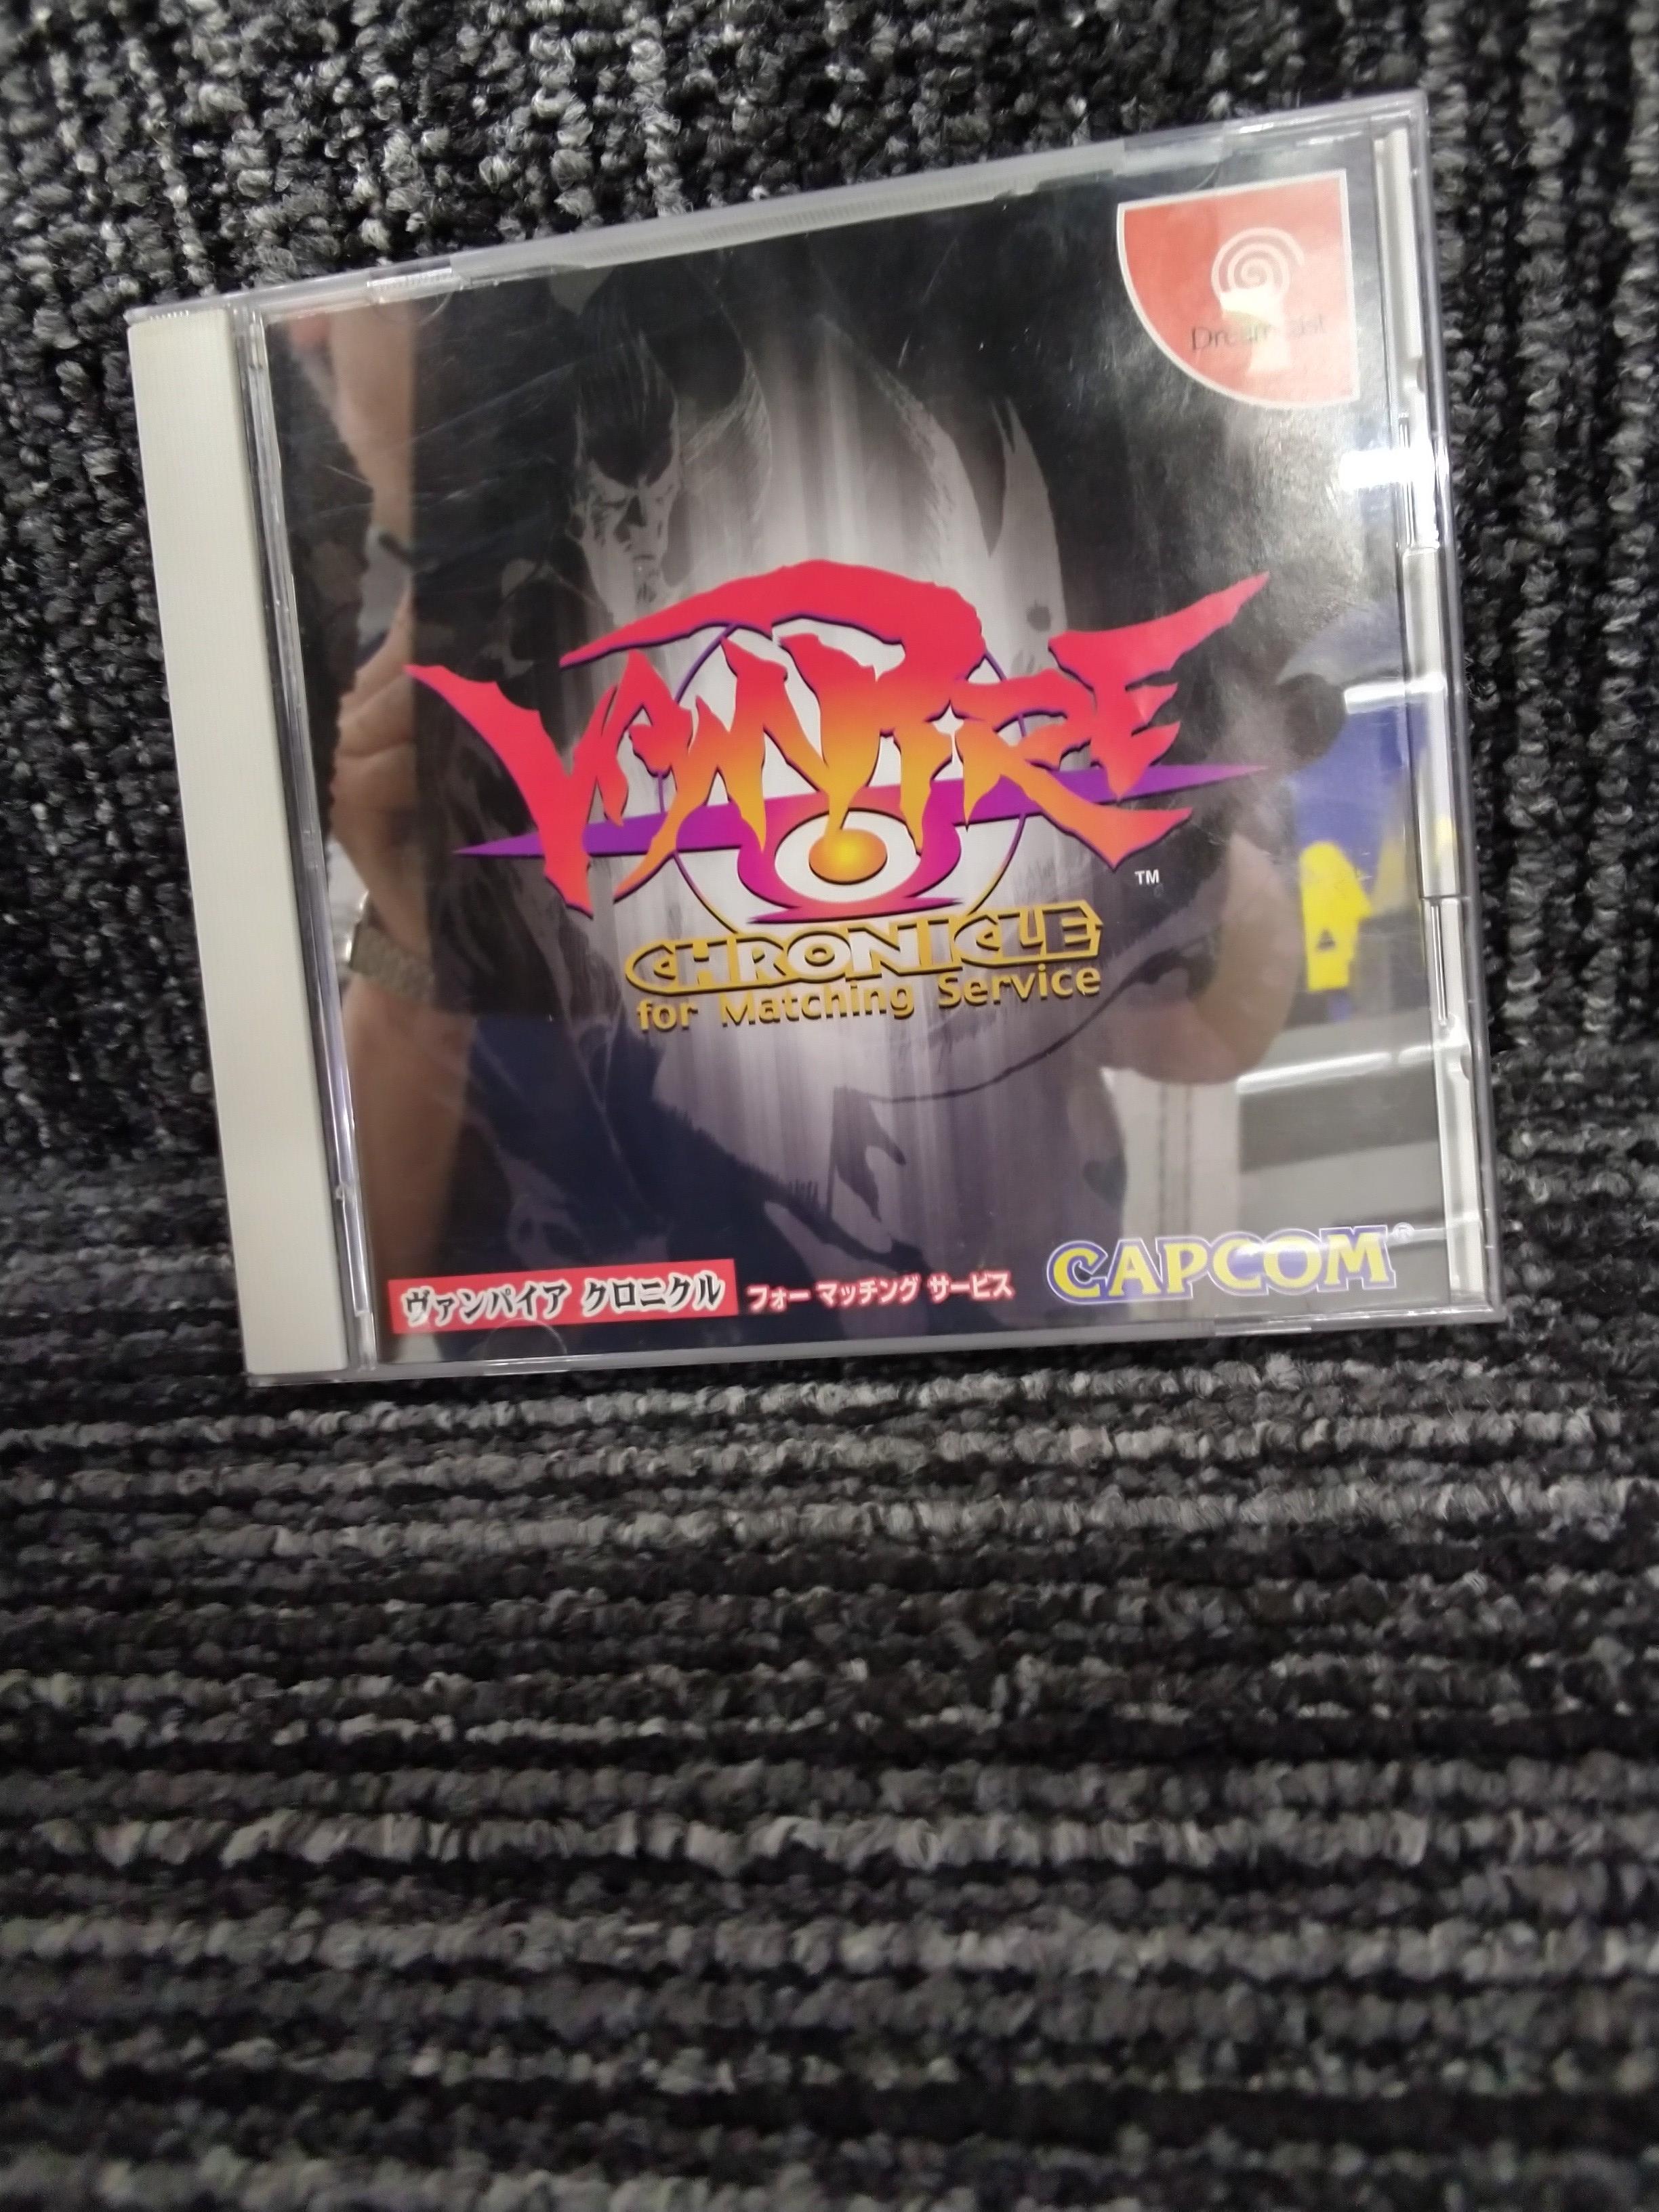 Dreamcast
VAMPIRE
TM
CHRONICLE
for Matching Service
ヴァンパイア クロニクル フォー マッチング サービス
CAPCOM®